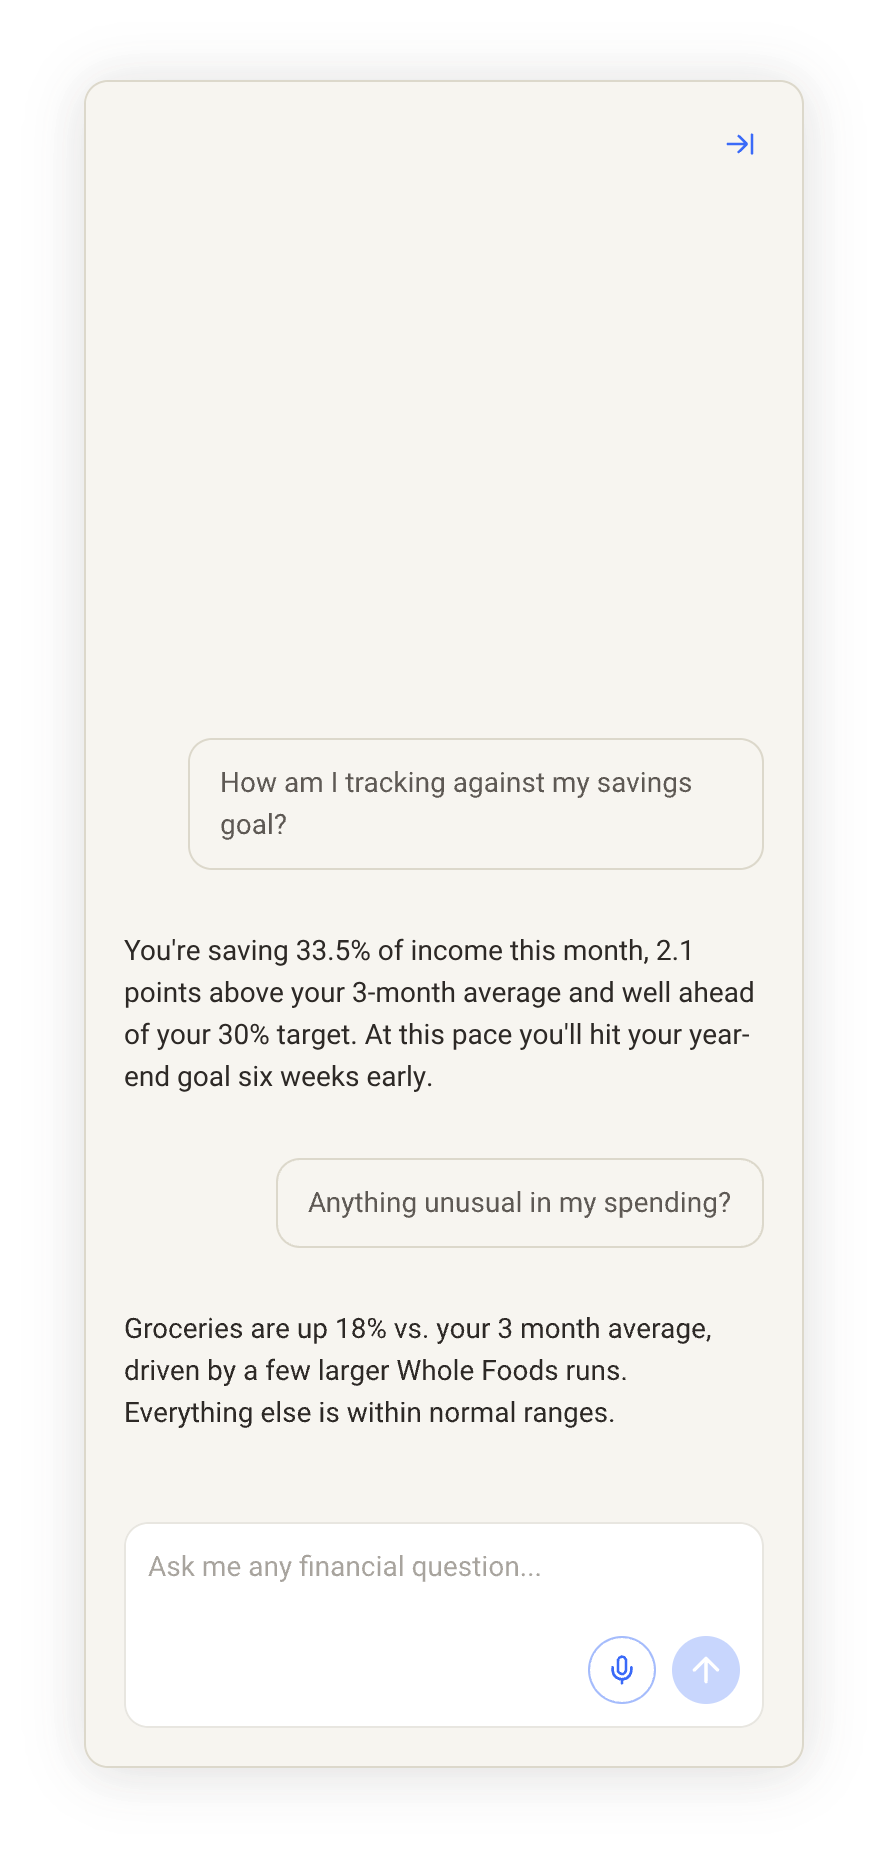 How am I tracking against my savings
goal?
You're saving 33.5% of income this month, 2.1
points above your 3-month average and well ahead
of your 30% target. At this pace you'll hit your year-
end goal six weeks early.
Anything unusual in my spending?
Groceries are up 18% vs. your 3 month average,
driven by a few larger Whole Foods runs.
Everything else is within normal ranges.
Ask me any financial question...